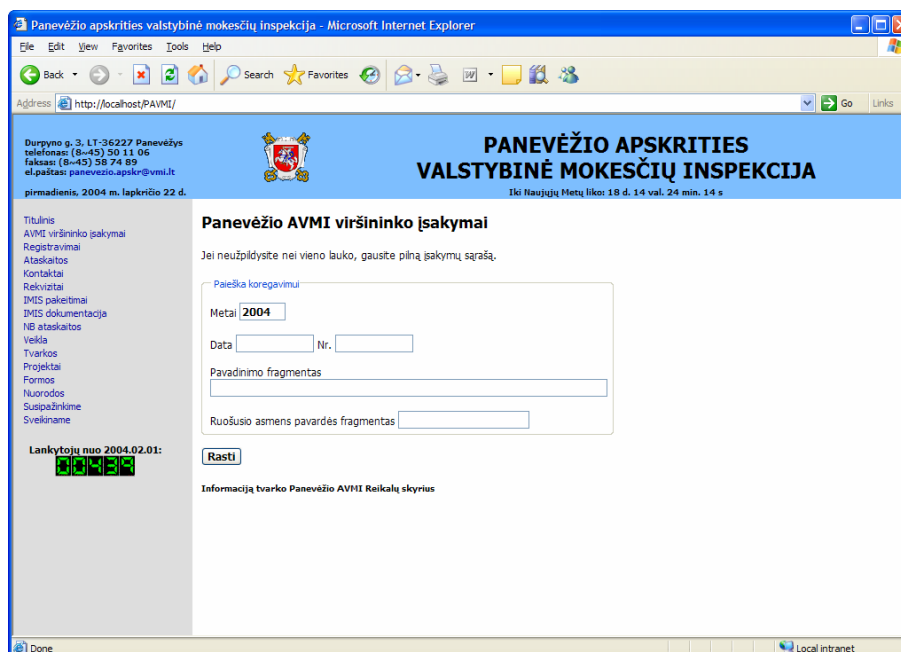 Panevėžio apskrities valstybinė mokesčių inspekcija - Microsoft Internet Explorer
File Edit View Favorites Tools Help
Back Search Favorites
Address http://localhost/PAVMI/ Go Links
Durpyno g. 3, LT-36227 Panevėžys
telefonas: (8~45) 50 11 06
faksas: (8~45) 58 74 89
el.paštas: panevezio.apskr@vmi.lt
pirmadienis, 2004 m. lapkričio 22 d.
PANEVĖŽIO APSKRITIES
VALSTYBINĖ MOKESČIŲ INSPEKCIJA
Iki Naujųjų Metų liko: 18 d. 14 val. 24 min. 14 s
Titulinis
AVMI viršininko įsakymai
Registravimai
Ataskaitos
Kontaktai
Rekvizitai
IMIS pakeitimai
IMIS dokumentacija
NB ataskaitos
Veikla
Tvarkos
Projektai
Formos
Nuorodos
Susipažinkime
Sveikiname
Lankytojų nuo 2004.02.01:
00439
Panevėžio AVMI viršininko įsakymai
Jei neužpildysite nei vieno lauko, gausite pilną įsakymų sąrašą.
Paieška koregavimui
Metai 2004
Data Nr.
Pavadinimo fragmentas
Ruošusio asmens pavardės fragmentas
Rasti
Informaciją tvarko Panevėžio AVMI Reikalų skyrius
Done Local intranet